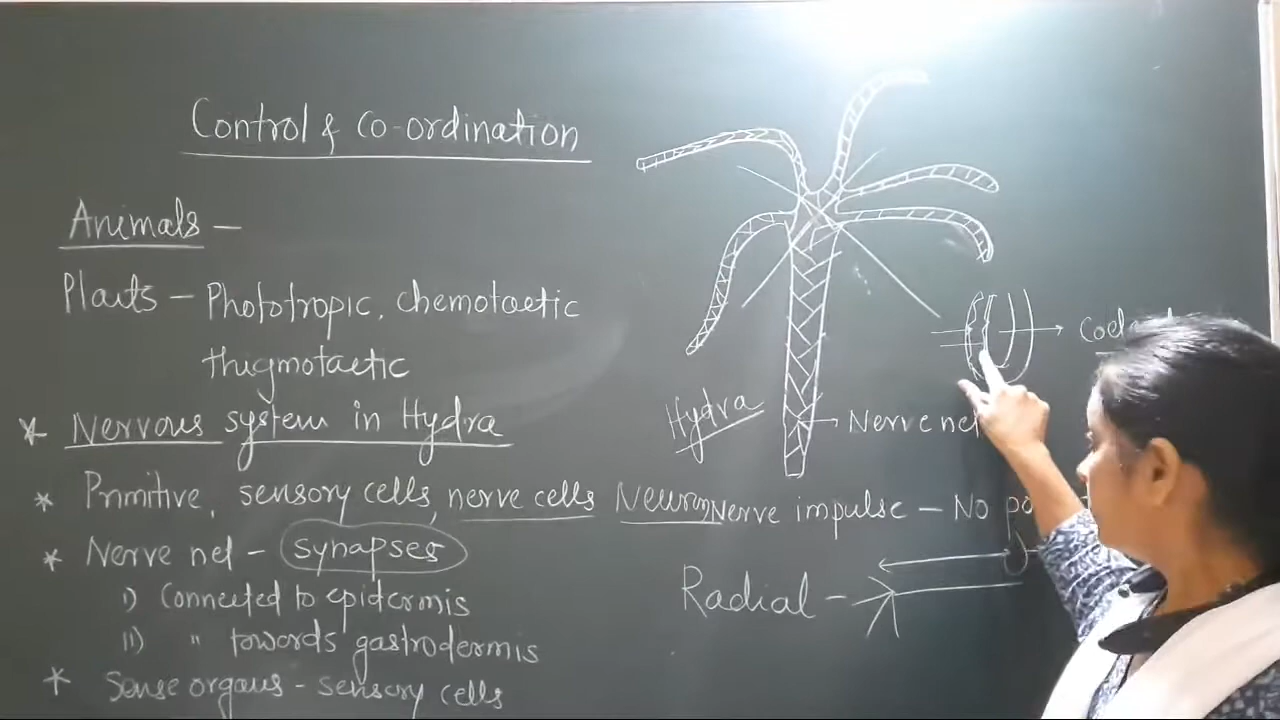 Control & Co-ordination
Animals -
Plants - Phototropic, chemotactic
thigmotactic
* Nervous system in Hydra
* Primitive, sensory cells, nerve cells Neuron
* Nerve net - synapses
i) Connected to epidermis
ii) " towards gastrodermis
* Sense organs - sensory cells
Hydra
Nerve net
Nerve impulse - No
Radial -